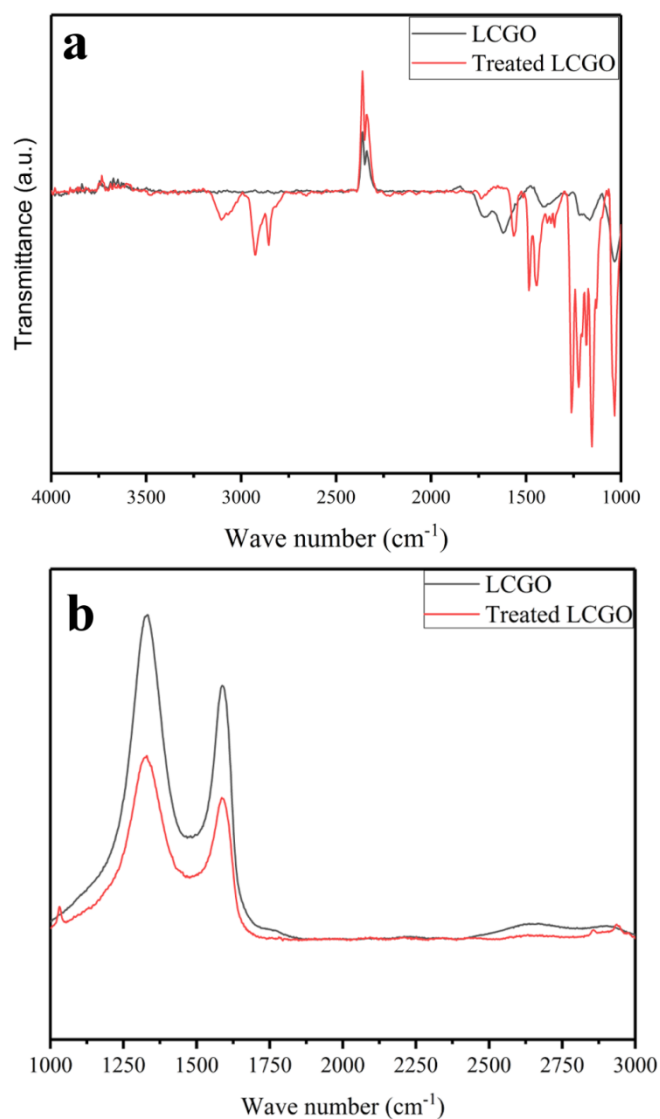 a
LCGO
Treated LCGO
Transmittance (a.u.)
4000 3500 3000 2500 2000 1500 1000
Wave number (cm⁻¹)
b
LCGO
Treated LCGO
1000 1250 1500 1750 2000 2250 2500 2750 3000
Wave number (cm⁻¹)